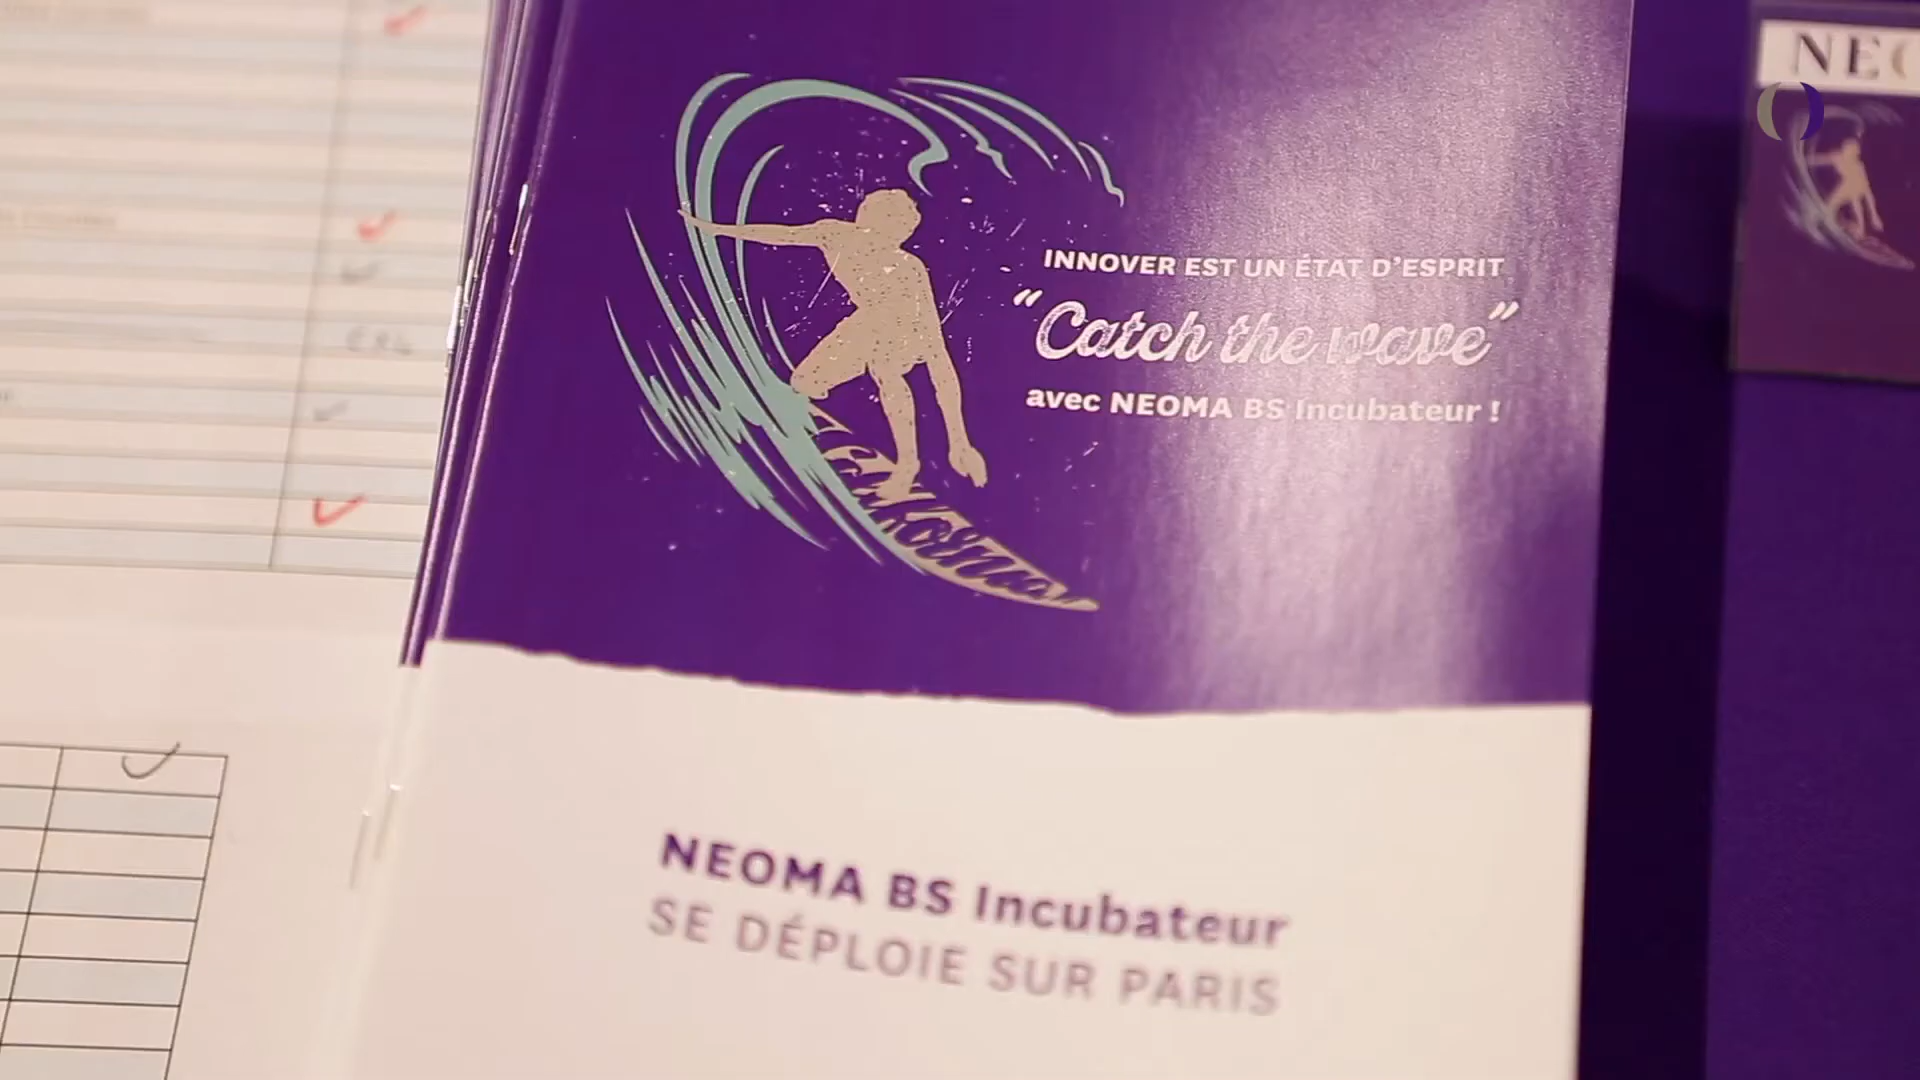 INNOVER EST UN ÉTAT D'ESPRIT
“Catch the wave”
avec NEOMA BS Incubateur !
NEOMA BS Incubateur
SE DÉPLOIE SUR PARIS